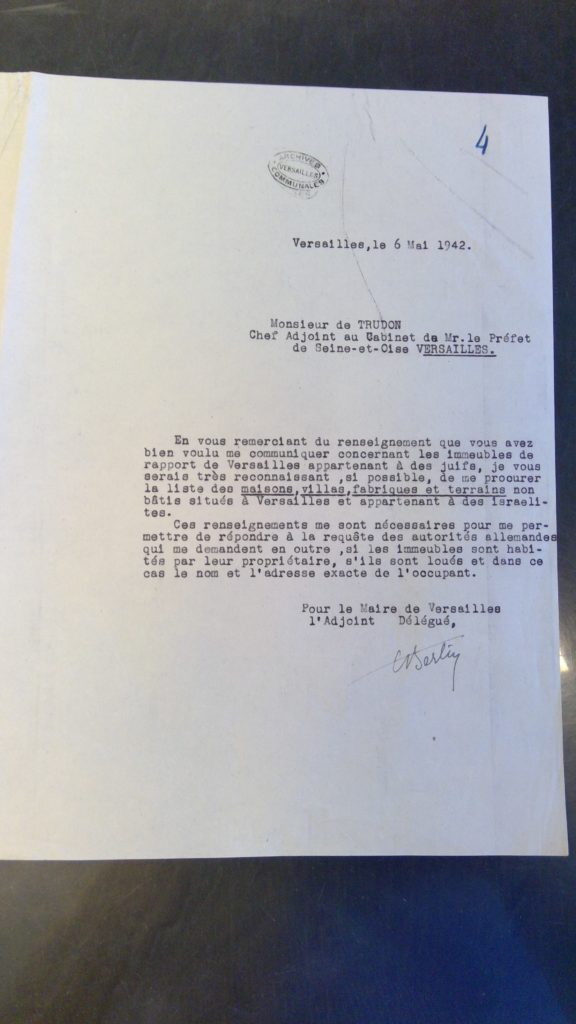 4
ARCHIVES
(VERSAILLES)
COMMUNALES
Versailles,le 6 Mai 1942.
Monsieur de TRUDON
Chef Adjoint au Cabinet de Mr.le Préfet
de Seine-et-Oise VERSAILLES.
En vous remerciant du renseignement que vous avez
bien voulu me communiquer concernant les immeubles de
rapport de Versailles appartenant à des juifs, je vous
serais très reconnaissant ,si possible, de me procurer
la liste des maisons,villas,fabriques et terrains non
bâtis situés à Versailles et appartenant à des israeli-
tes.
Ces renseignements me sont nécessaires pour me per-
mettre de répondre à la requête des autorités allemandes
qui me demandent en outre ,si les immeubles sont habi-
tés par leur propriétaire, s'ils sont loués et dans ce
cas le nom et l'adresse exacte de l'occupant.
Pour le Maire de Versailles
l'Adjoint Délégué,